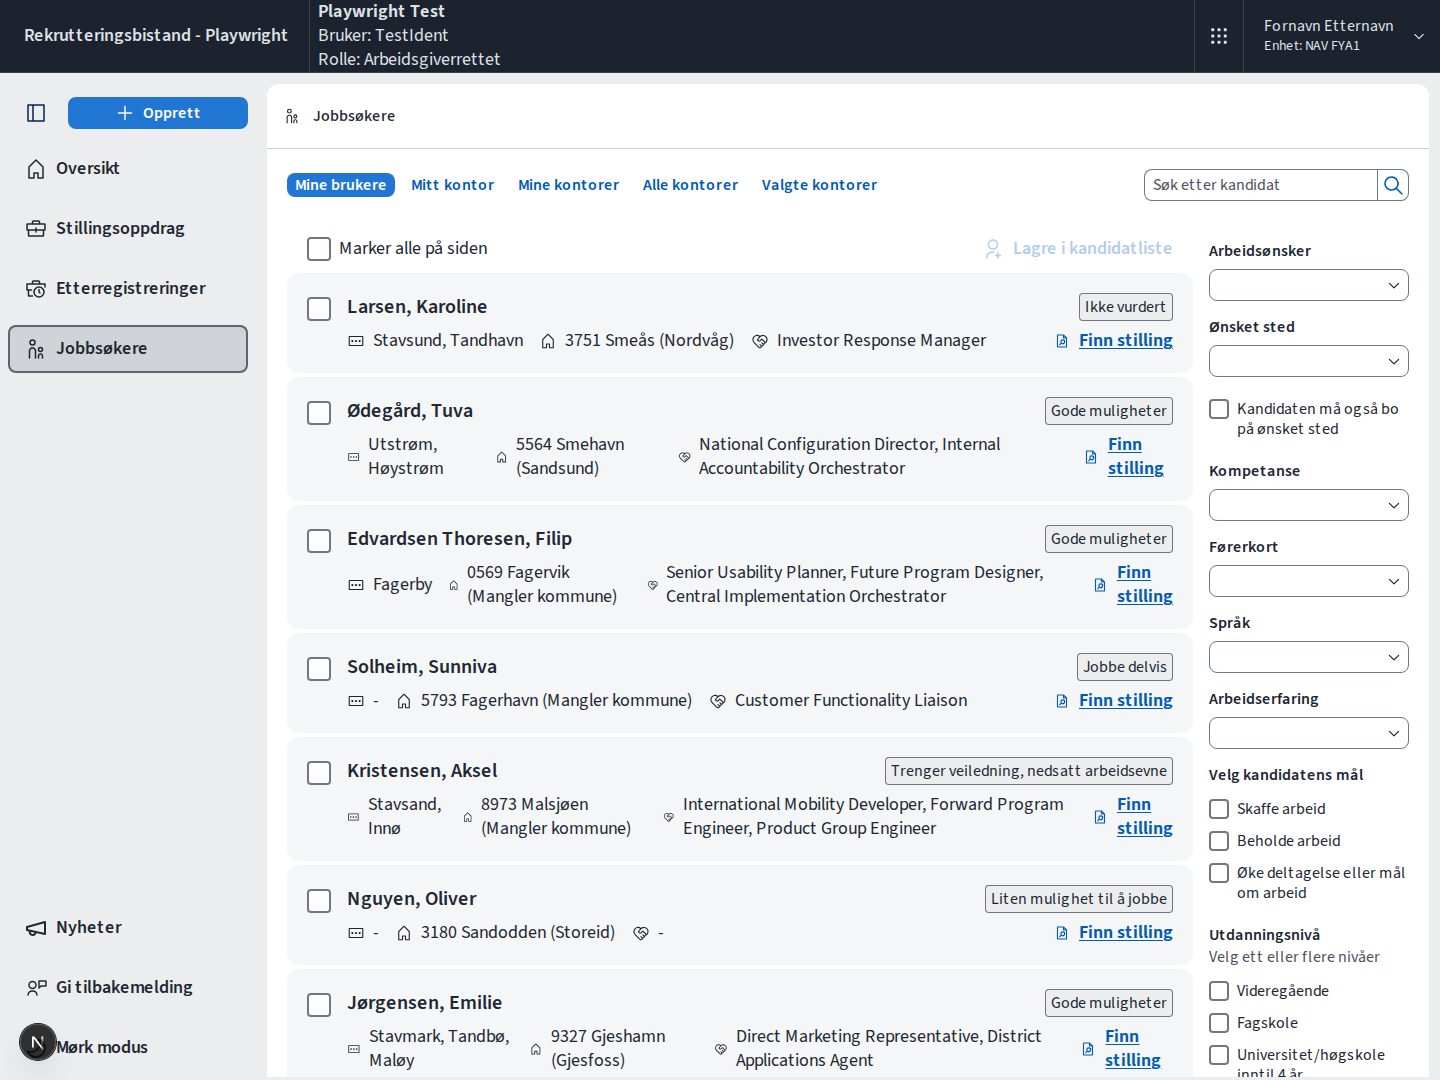 Rekrutteringsbistand - Playwright
Playwright Test
Bruker: TestIdent
Rolle: Arbeidsgiverrettet
Fornavn Etternavn
Enhet: NAV FYA1
Opprett
Oversikt
Stillingsoppdrag
Etterregistreringer
Jobbsøkere
Nyheter
Gi tilbakemelding
N
Mørk modus
Jobbsøkere
Mine brukere
Mitt kontor
Mine kontorer
Alle kontorer
Valgte kontorer
Søk etter kandidat
Marker alle på siden
Lagre i kandidatliste
Larsen, Karoline
Ikke vurdert
Stavsund, Tandhavn
3751 Smeås (Nordvåg)
Investor Response Manager
Finn stilling
Ødegård, Tuva
Gode muligheter
Utstrøm,
Høystrøm
5564 Smehavn
(Sandsund)
National Configuration Director, Internal
Accountability Orchestrator
Finn
stilling
Edvardsen Thoresen, Filip
Gode muligheter
Fagerby
0569 Fagervik
(Mangler kommune)
Senior Usability Planner, Future Program Designer,
Central Implementation Orchestrator
Finn
stilling
Solheim, Sunniva
Jobbe delvis
-
5793 Fagerhavn (Mangler kommune)
Customer Functionality Liaison
Finn stilling
Kristensen, Aksel
Trenger veiledning, nedsatt arbeidsevne
Stavsand,
Innø
8973 Malsjøen
(Mangler kommune)
International Mobility Developer, Forward Program
Engineer, Product Group Engineer
Finn
stilling
Nguyen, Oliver
Liten mulighet til å jobbe
-
3180 Sandodden (Storeid)
-
Finn stilling
Jørgensen, Emilie
Gode muligheter
Stavmark, Tandbø,
Maløy
9327 Gjeshamn
(Gjesfoss)
Direct Marketing Representative, District
Applications Agent
Finn
stilling
Arbeidsønsker
Ønsket sted
Kandidaten må også bo
på ønsket sted
Kompetanse
Førerkort
Språk
Arbeidserfaring
Velg kandidatens mål
Skaffe arbeid
Beholde arbeid
Øke deltagelse eller mål
om arbeid
Utdanningsnivå
Velg ett eller flere nivåer
Videregående
Fagskole
Universitet/høgskole
inntil 4 år